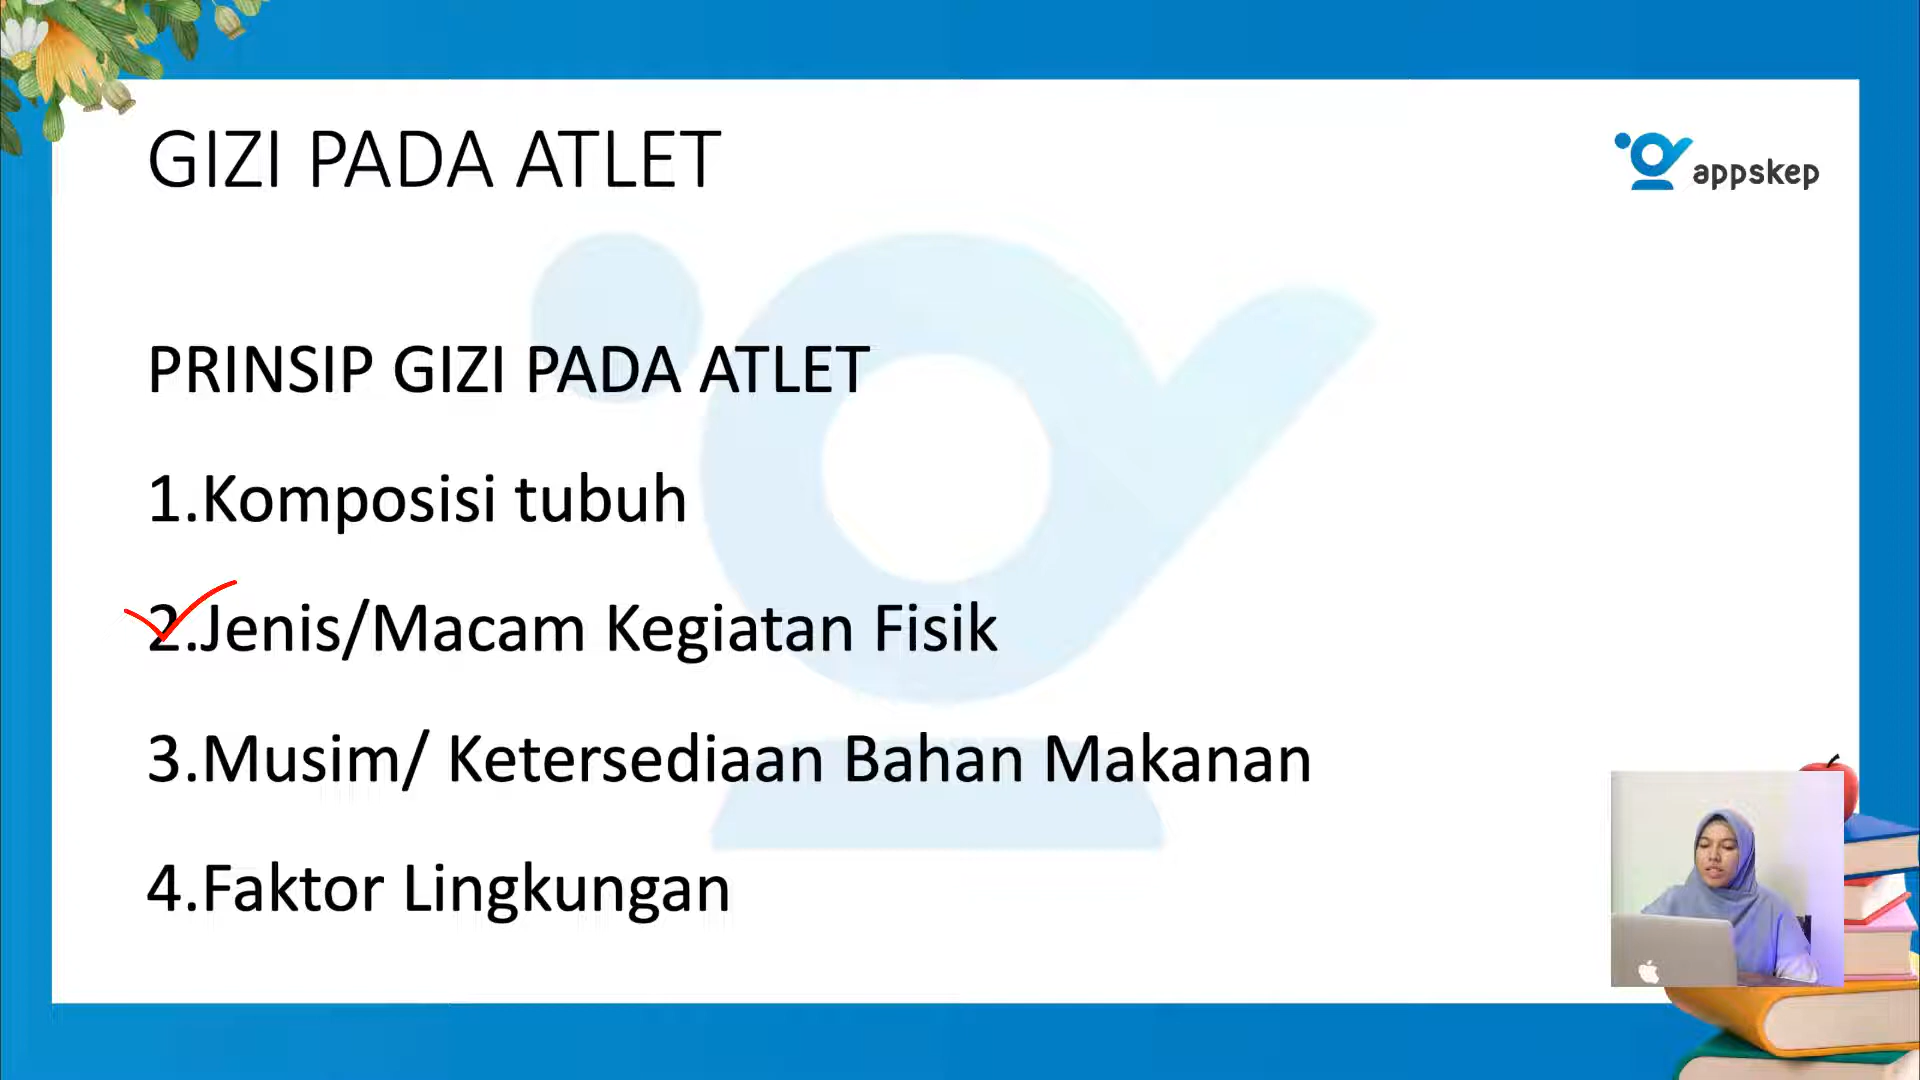 GIZI PADA ATLET
appskep
PRINSIP GIZI PADA ATLET
1.Komposisi tubuh
2.Jenis/Macam Kegiatan Fisik
3.Musim/ Ketersediaan Bahan Makanan
4.Faktor Lingkungan